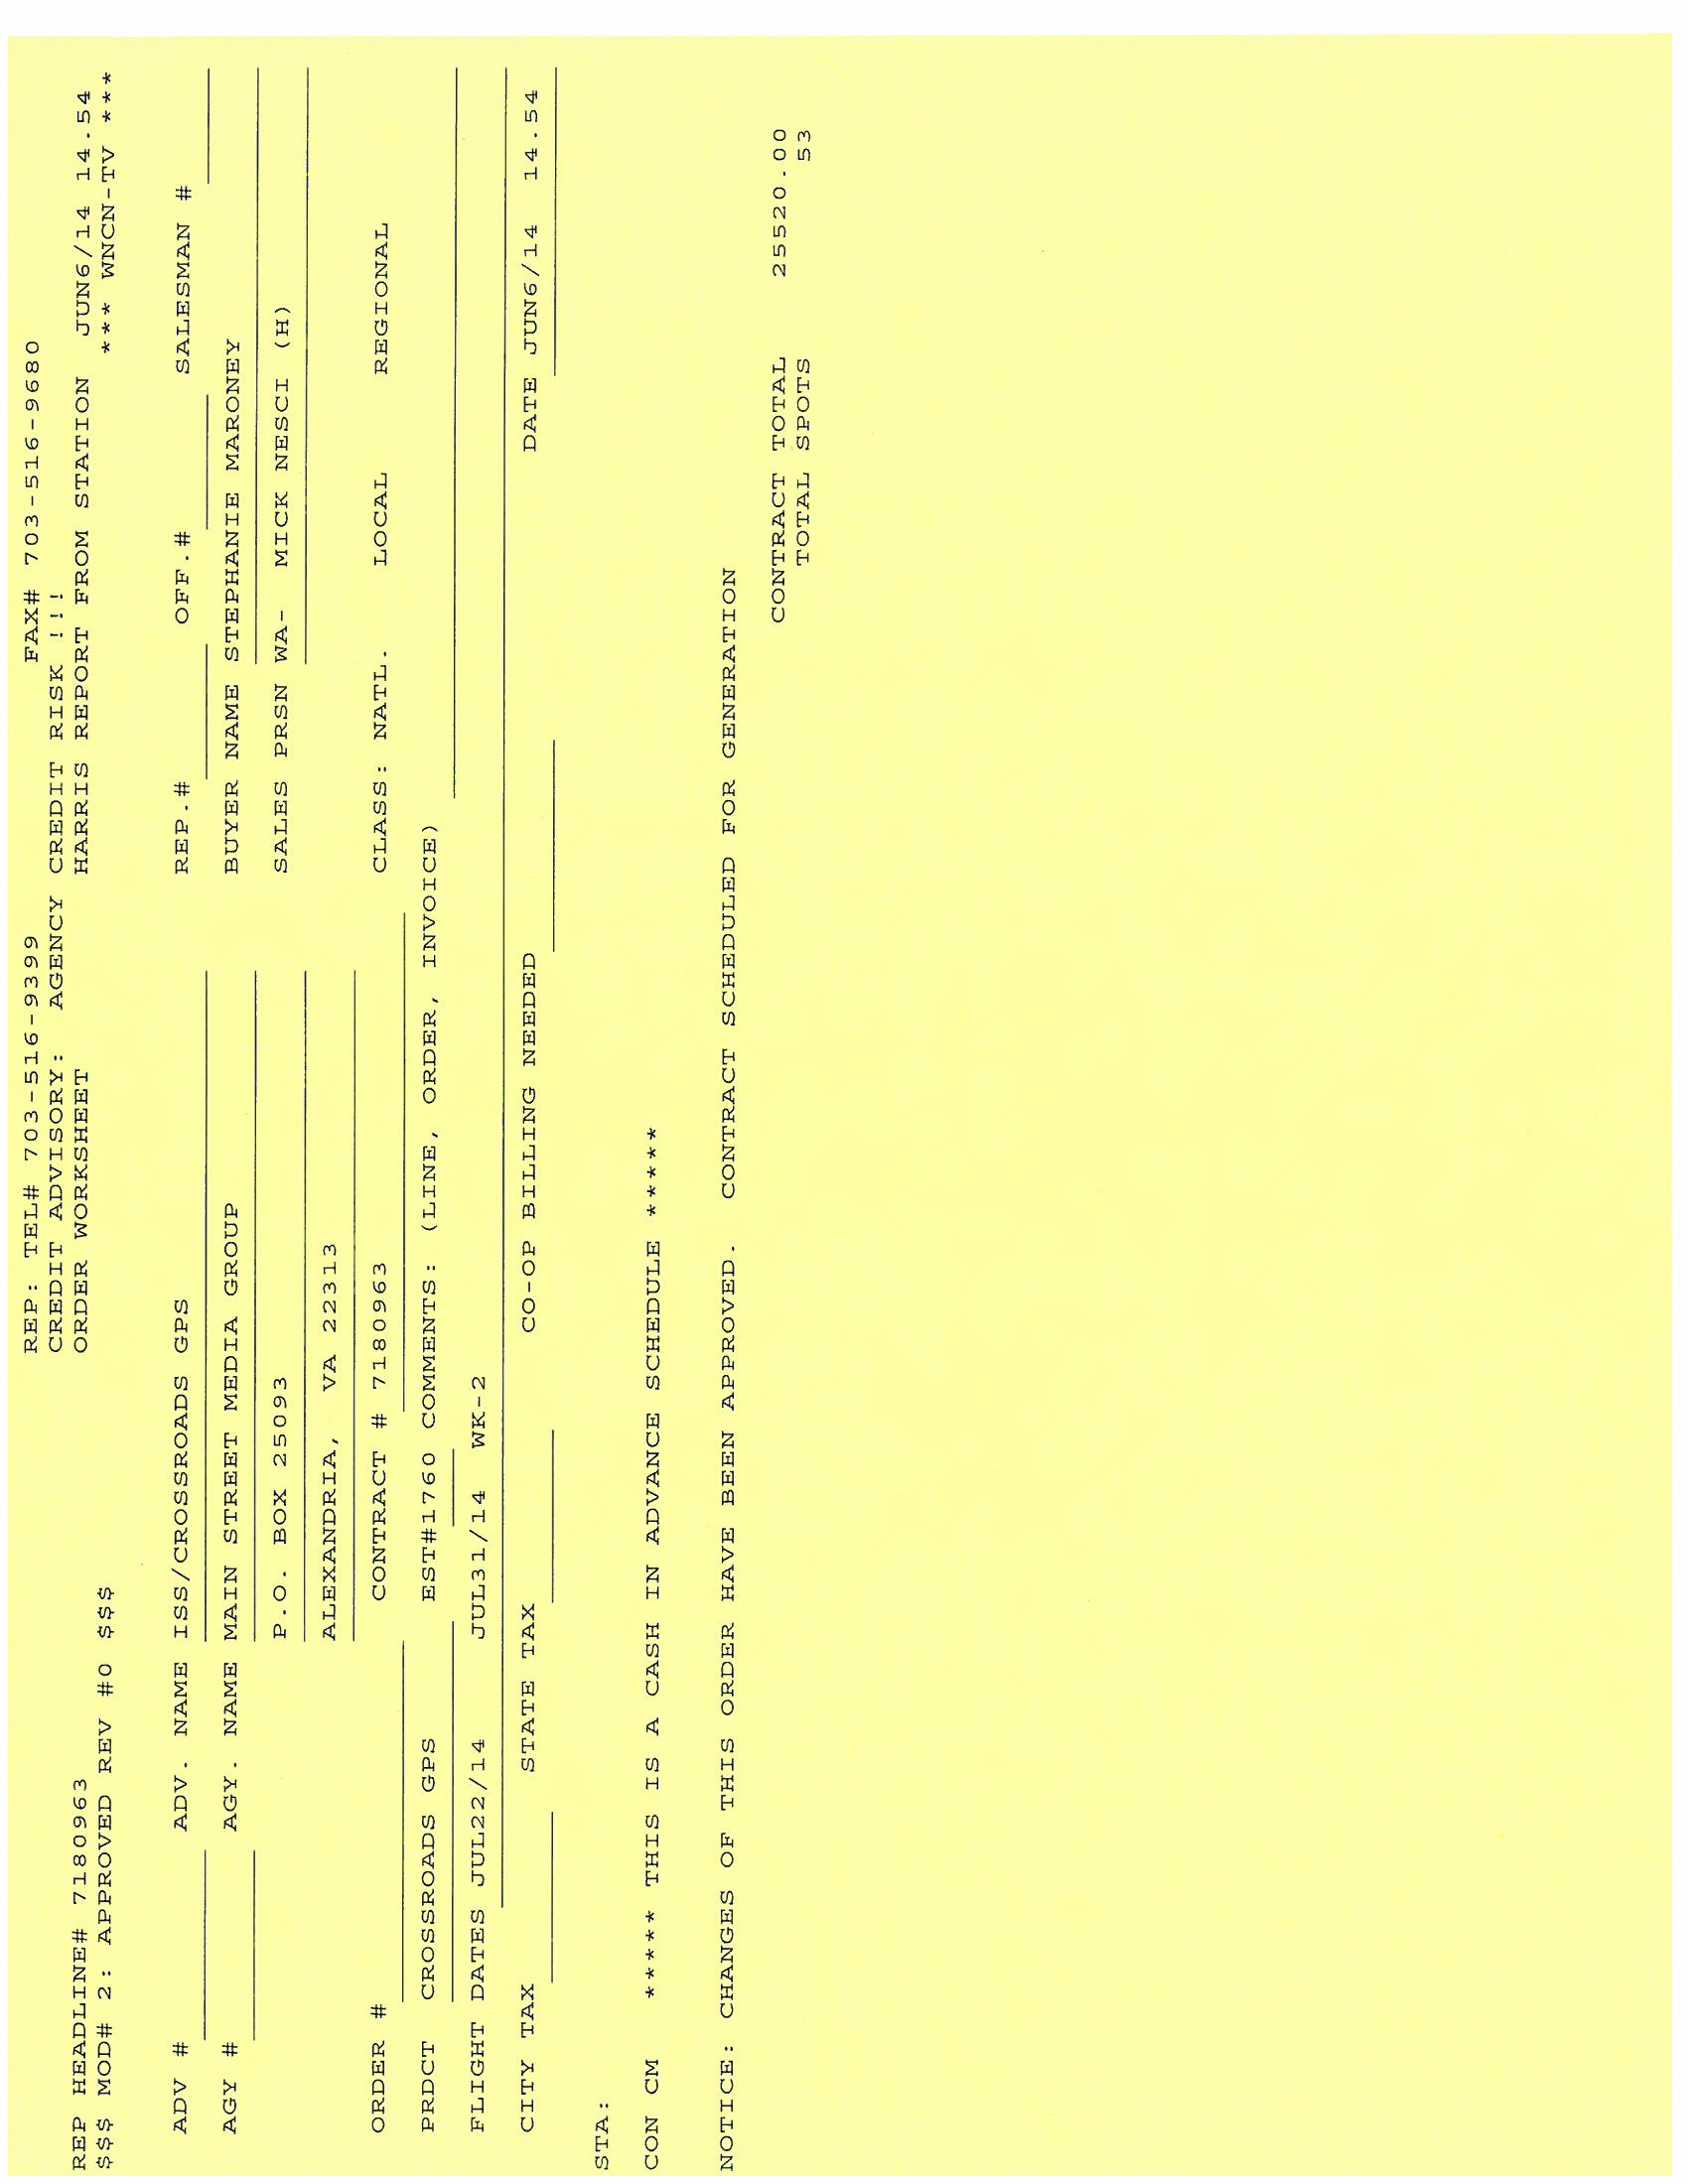 REP: TEL# 703-516-9399 FAX# 703-516-9680
CREDIT ADVISORY: AGENCY CREDIT RISK !!!
REP HEADLINE# 7180963 ORDER WORKSHEET HARRIS REPORT FROM STATION JUN6/14 14.54
$$$ MOD# 2: APPROVED REV #0 $$$ *** WNCN-TV ***
ADV # ADV. NAME ISS/CROSSROADS GPS REP.# OFF.# SALESMAN #
AGY # AGY. NAME MAIN STREET MEDIA GROUP BUYER NAME STEPHANIE MARONEY
P.O. BOX 25093 SALES PRSN WA- MICK NESCI (H)
ALEXANDRIA, VA 22313
ORDER # CONTRACT # 7180963 CLASS: NATL. LOCAL REGIONAL
PRDCT CROSSROADS GPS EST#1760 COMMENTS: (LINE, ORDER, INVOICE)
FLIGHT DATES JUL22/14 JUL31/14 WK-2
CITY TAX STATE TAX CO-OP BILLING NEEDED DATE JUN6/14 14.54
STA:
CON CM ***** THIS IS A CASH IN ADVANCE SCHEDULE *****
NOTICE: CHANGES OF THIS ORDER HAVE BEEN APPROVED. CONTRACT SCHEDULED FOR GENERATION
CONTRACT TOTAL 25520.00
TOTAL SPOTS 53